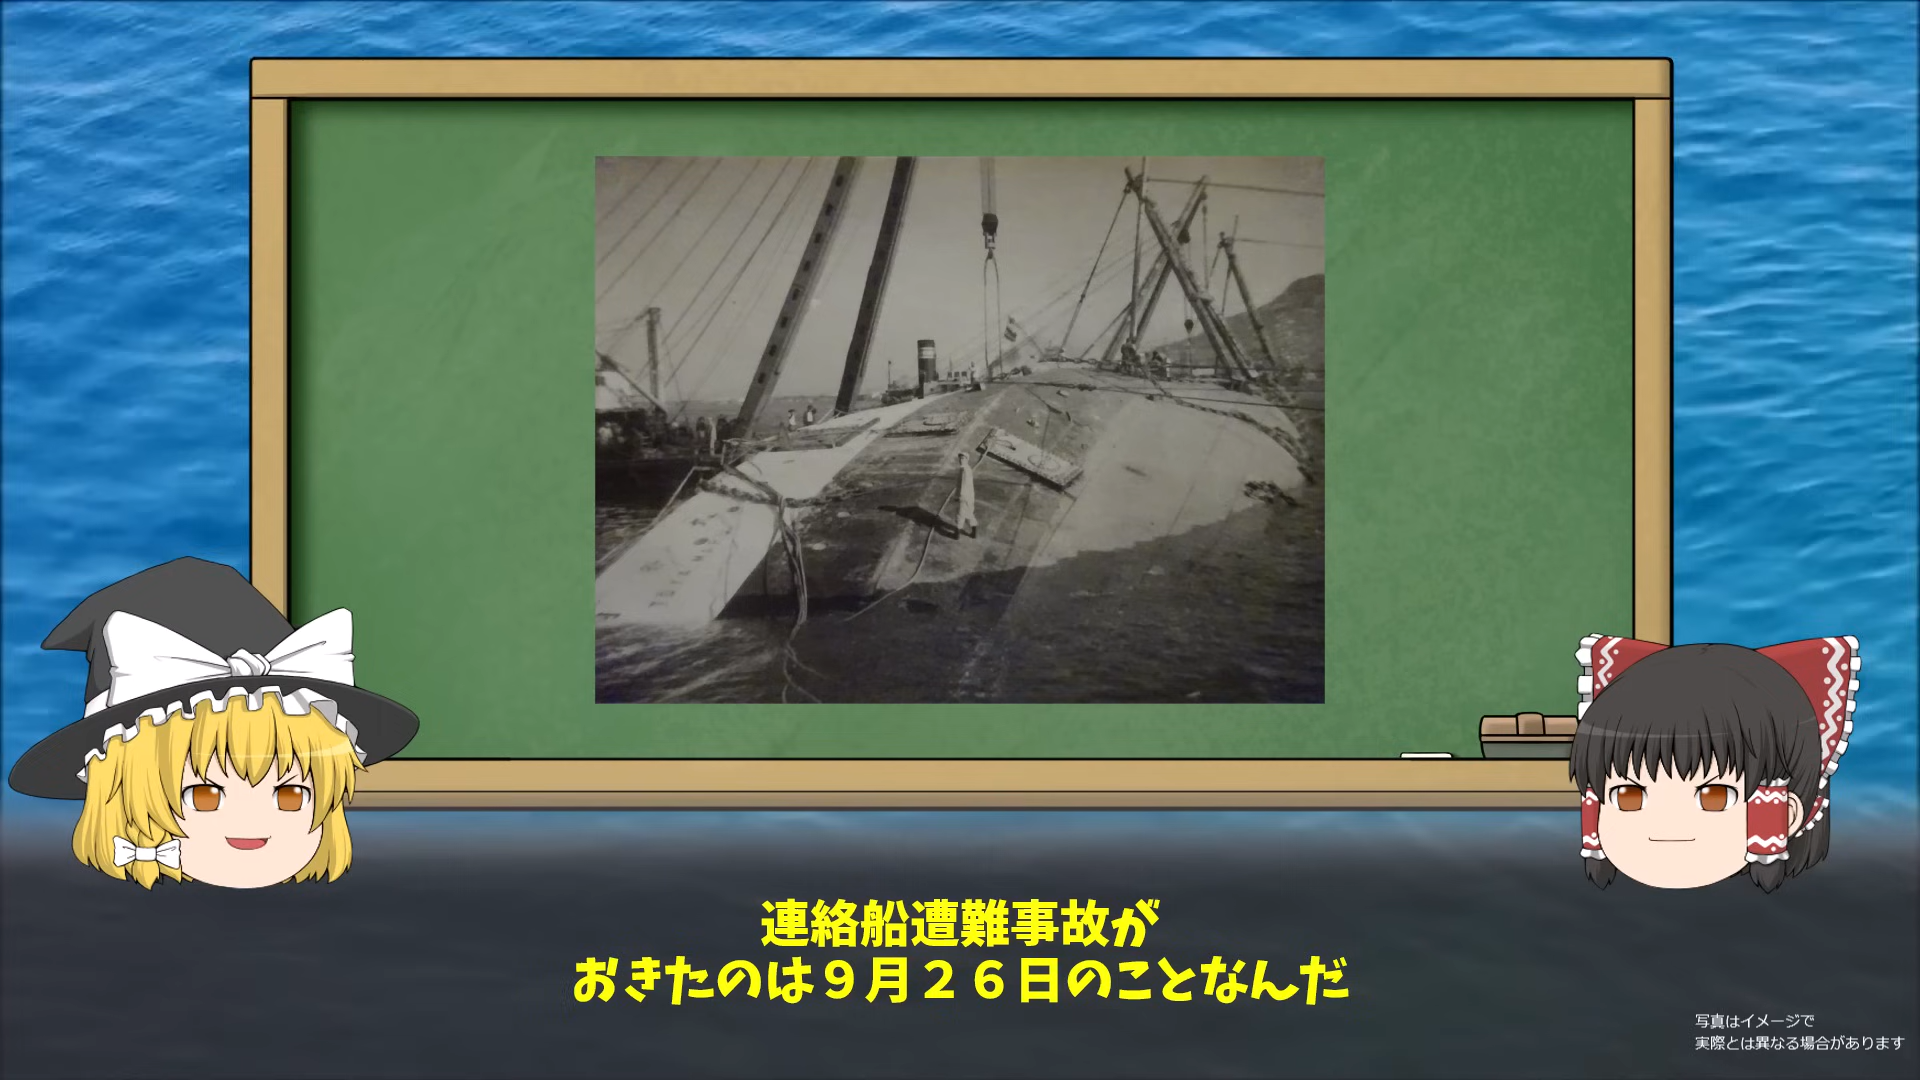 連絡船遭難事故が
おきたのは９月２６日のことなんだ
写真はイメージで
実際とは異なる場合があります